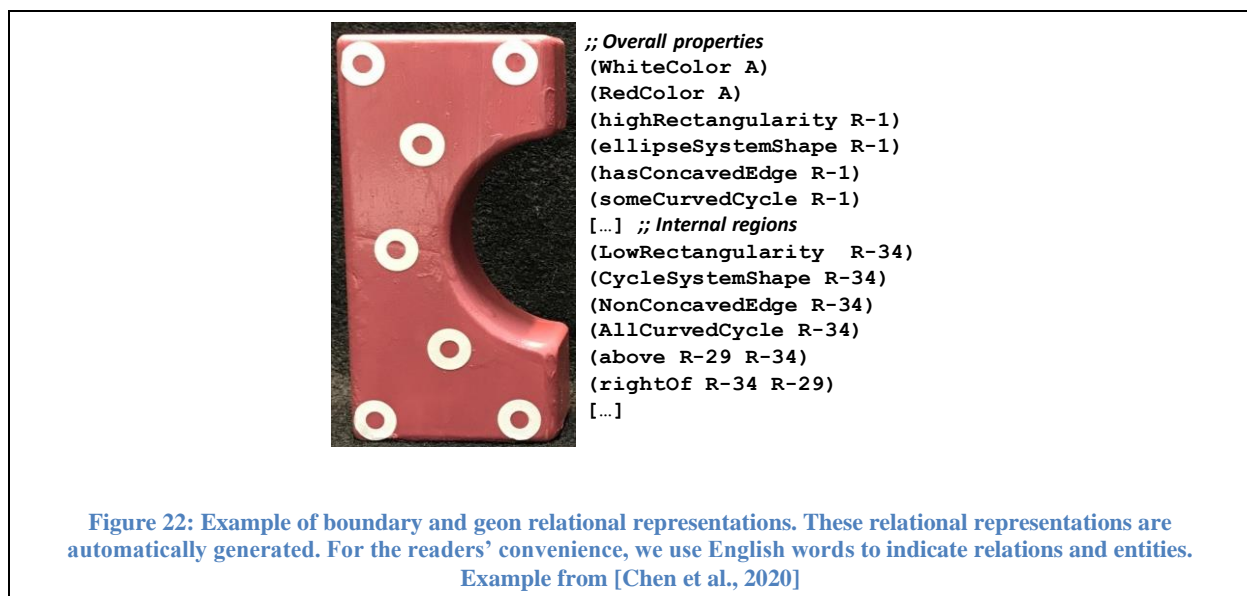 ;; Overall properties
(WhiteColor A)
(RedColor A)
(highRectangularity R-1)
(ellipseSystemShape R-1)
(hasConcavedEdge R-1)
(someCurvedCycle R-1)
[…] ;; Internal regions
(LowRectangularity R-34)
(CycleSystemShape R-34)
(NonConcavedEdge R-34)
(AllCurvedCycle R-34)
(above R-29 R-34)
(rightOf R-34 R-29)
[…]
Figure 22: Example of boundary and geon relational representations. These relational representations are
automatically generated. For the readers’ convenience, we use English words to indicate relations and entities.
Example from [Chen et al., 2020]